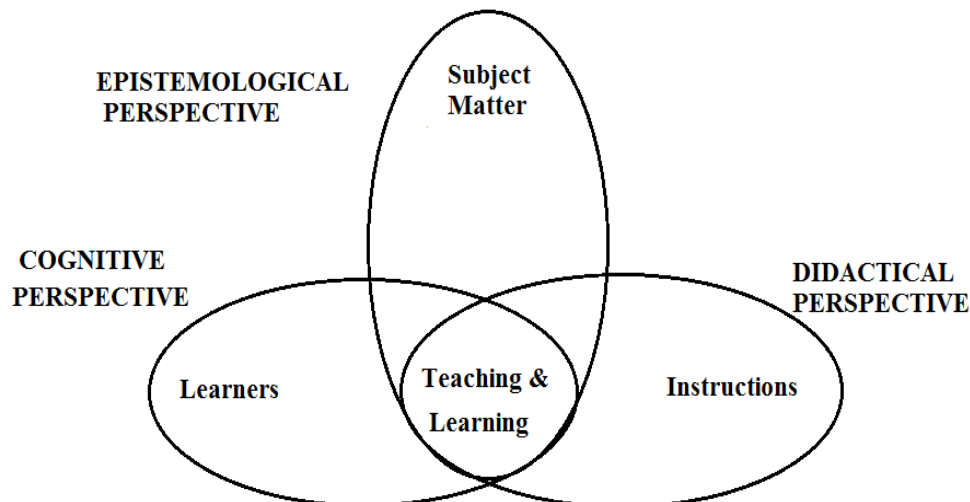 EPISTEMOLOGICAL
PERSPECTIVE
Subject
Matter
COGNITIVE
PERSPECTIVE
DIDACTICAL
PERSPECTIVE
Learners
Teaching &
Learning
Instructions